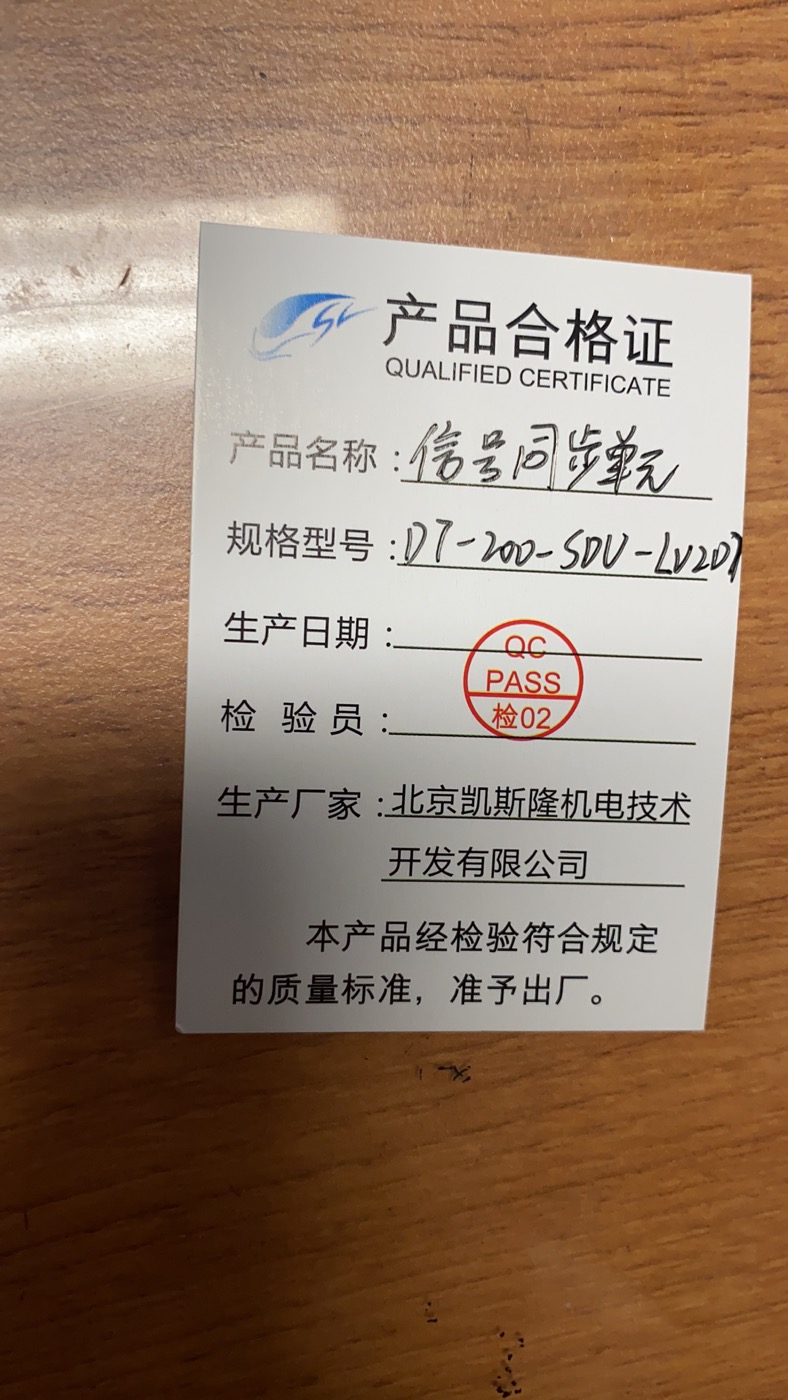 产品合格证
QUALIFIED CERTIFICATE
产品名称：信号同步单元
规格型号：DT-200-SDU-LV20
生产日期：
QC
PASS
检02
检 验 员：
生产厂家：北京凯斯隆机电技术
开发有限公司
本产品经检验符合规定
的质量标准，准予出厂。